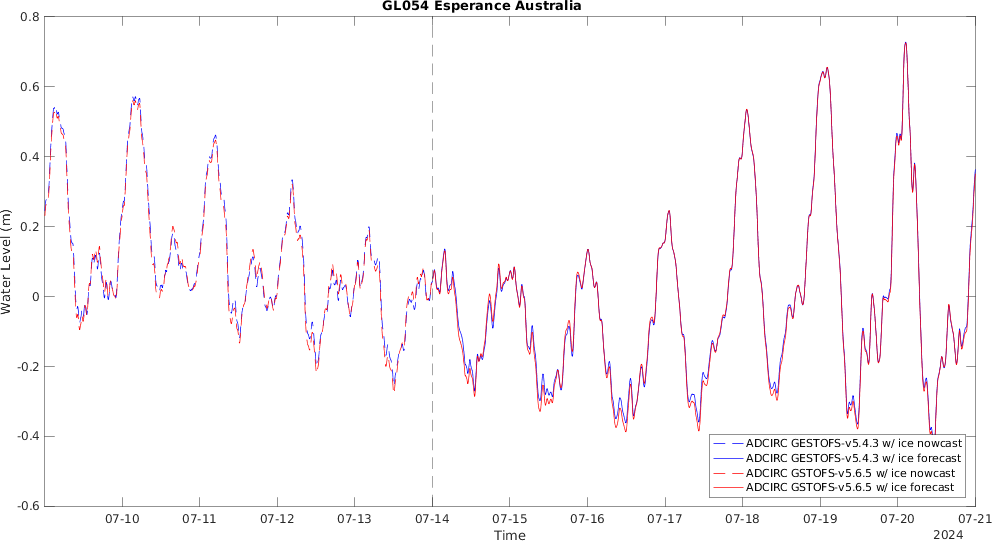 GL054 Esperance Australia
Water Level (m)
0.8
0.6
0.4
0.2
0
-0.2
-0.4
-0.6
07-10 07-11 07-12 07-13 07-14 07-15 07-16 07-17 07-18 07-19 07-20 07-21
Time
2024
ADCIRC GESTOFS-v5.4.3 w/ ice nowcast
ADCIRC GESTOFS-v5.4.3 w/ ice forecast
ADCIRC GSTOFS-v5.6.5 w/ ice nowcast
ADCIRC GSTOFS-v5.6.5 w/ ice forecast